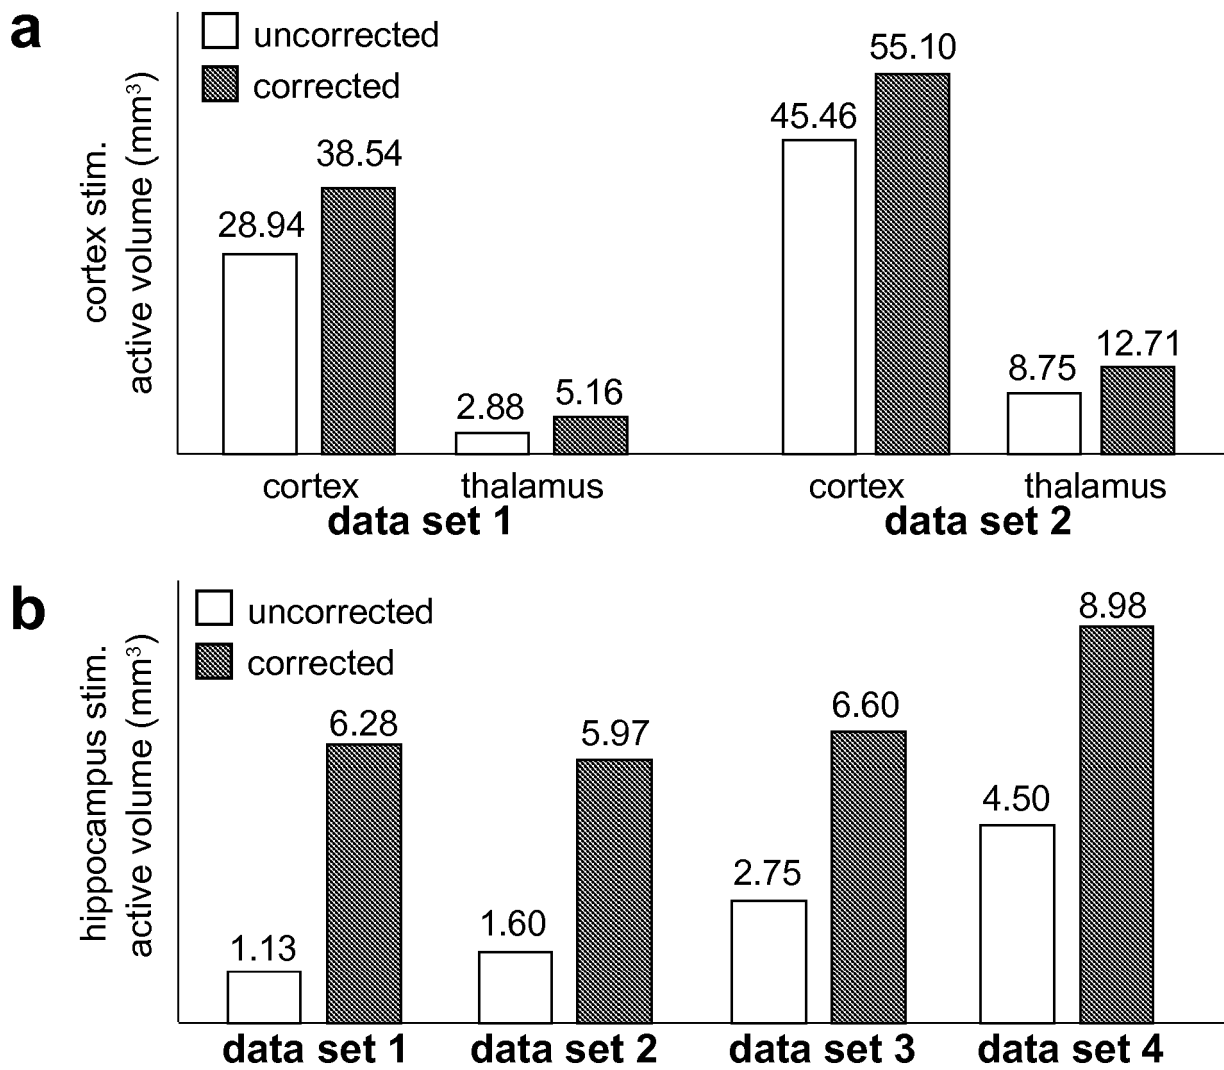 a
uncorrected
corrected
cortex stim.
active volume (mm³)
28.94
38.54
2.88
5.16
45.46
55.10
8.75
12.71
cortex
thalamus
cortex
thalamus
data set 1
data set 2
b
uncorrected
corrected
hippocampus stim.
active volume (mm³)
1.13
6.28
1.60
5.97
2.75
6.60
4.50
8.98
data set 1
data set 2
data set 3
data set 4